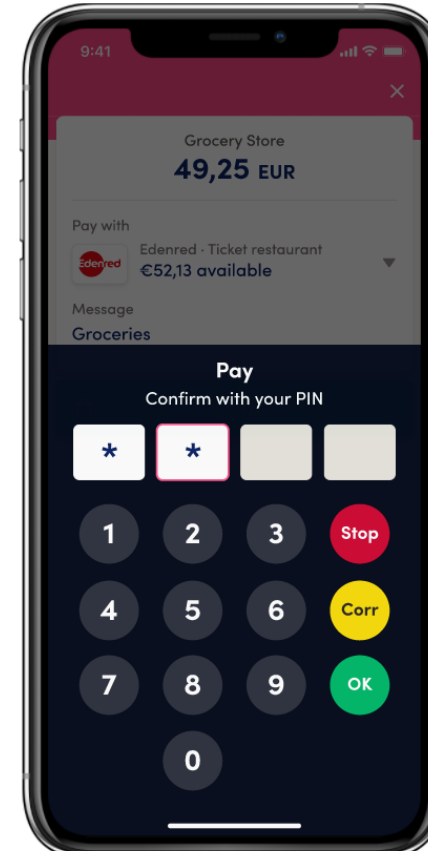 9:41
Grocery Store
49,25 EUR
Pay with
Edenred
Edenred · Ticket restaurant
€52,13 available
Message
Groceries
Pay
Confirm with your PIN
* *
1 2 3 Stop
4 5 6 Corr
7 8 9 OK
0